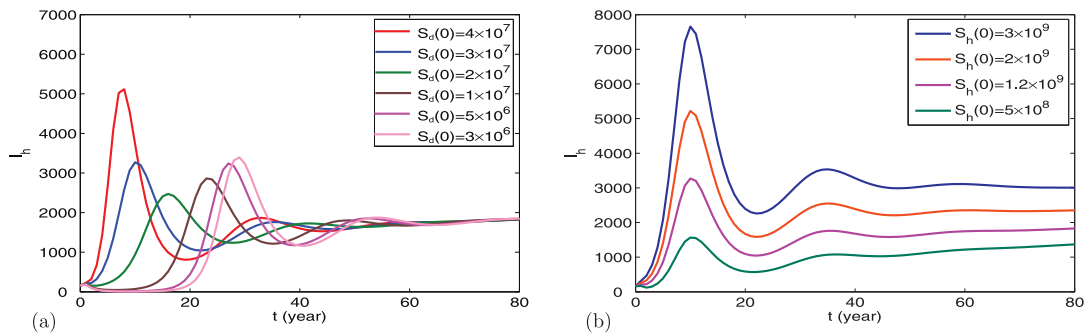 7000
6000
5000
4000
3000
2000
1000
0
I_h
0 20 40 60 80
t (year)
S_d(0)=4×10^7
S_d(0)=3×10^7
S_d(0)=2×10^7
S_d(0)=1×10^7
S_d(0)=5×10^6
S_d(0)=3×10^6
(a)
8000
7000
6000
5000
4000
3000
2000
1000
0
I_h
0 20 40 60 80
t (year)
S_h(0)=3×10^9
S_h(0)=2×10^9
S_h(0)=1.2×10^9
S_h(0)=5×10^8
(b)